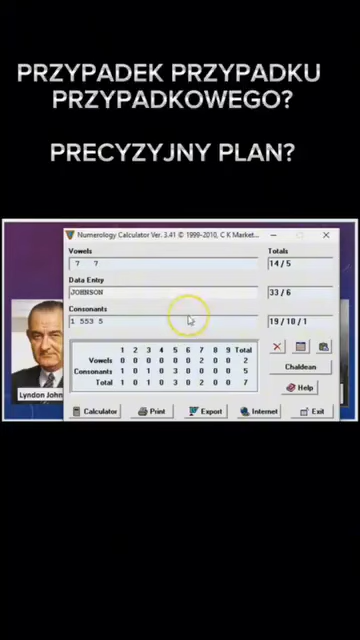 PRZYPADEK PRZYPADKU
PRZYPADKOWEGO?
PRECYZYJNY PLAN?
Numerology Calculator Ver. 3.41 © 1999-2010, C K Market...
Vowels
Totals
7 7
14 / 5
Data Entry
JOHNSON
33 / 6
Consonants
1 553 5
19 / 10 / 1
1 2 3 4 5 6 7 8 9 Total
Vowels 0 0 0 0 0 0 2 0 0 2
Consonants 1 0 1 0 3 0 0 0 0 5
Total 1 0 1 0 3 0 2 0 0 7
Chaldean
Help
Lyndon John
Calculator Print Export Internet Exit